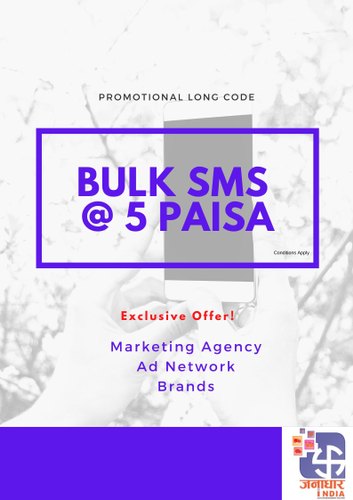 PROMOTIONAL LONG CODE
BULK SMS
@ 5 PAISA
Conditions Apply
Exclusive Offer!
Marketing Agency
Ad Network
Brands
जनाधार
INDIA